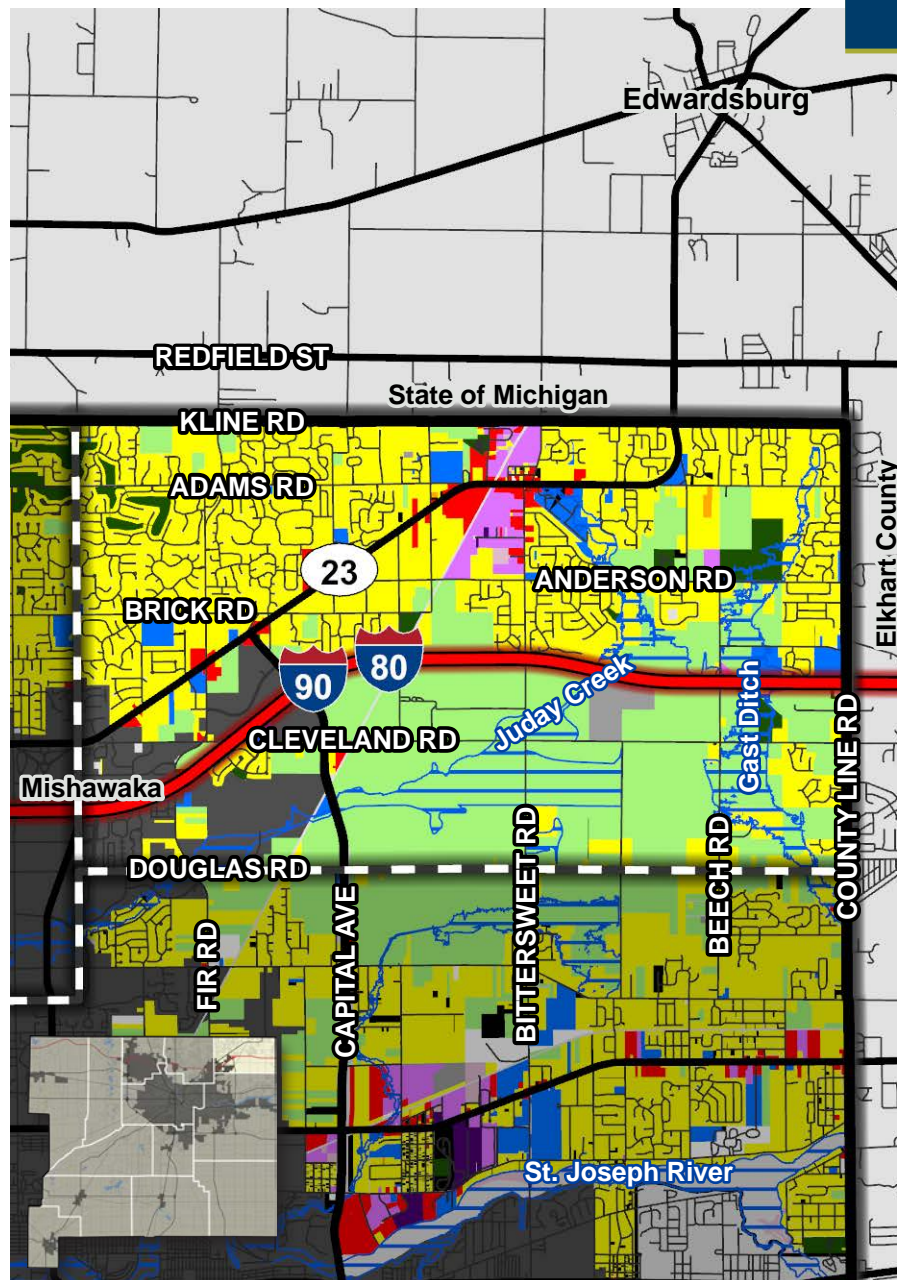 Edwardsburg
REDFIELD ST
State of Michigan
KLINE RD
ADAMS RD
Elkhart County
23
ANDERSON RD
BRICK RD
80
90
Juday Creek
Gast Ditch
CLEVELAND RD
Mishawaka
COUNTY LINE RD
DOUGLAS RD
BITTERSWEET RD
BEECH RD
FIR RD
CAPITAL AVE
St. Joseph River